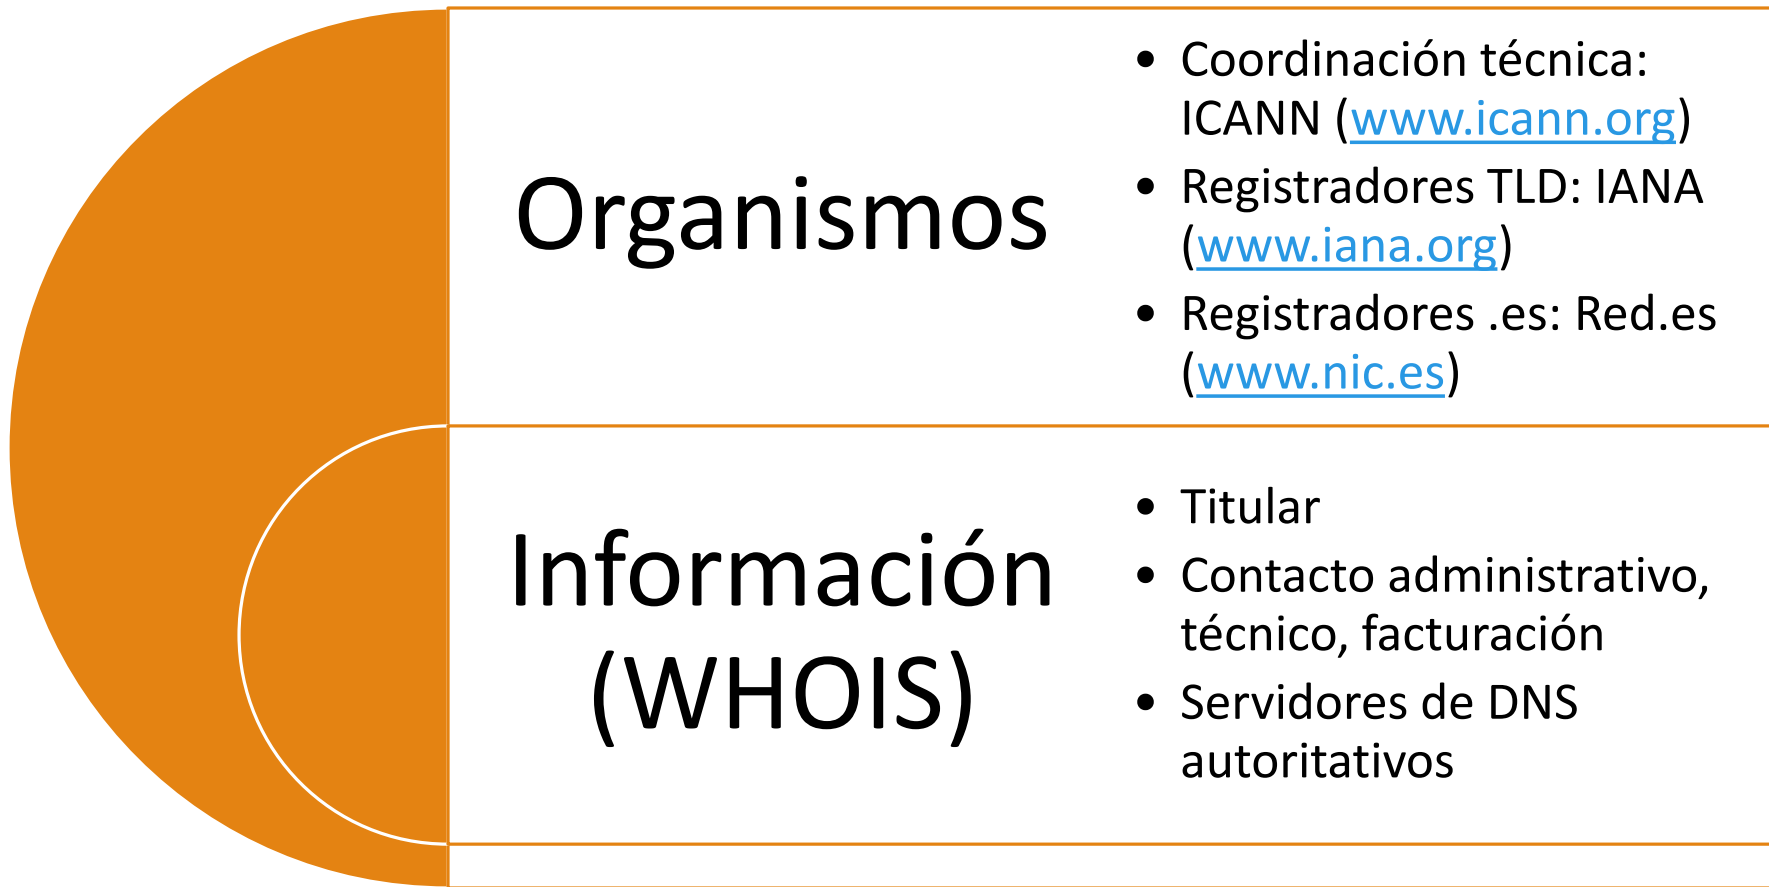 Organismos
• Coordinación técnica:
ICANN (www.icann.org)
• Registradores TLD: IANA
(www.iana.org)
• Registradores .es: Red.es
(www.nic.es)
Información
(WHOIS)
• Titular
• Contacto administrativo,
técnico, facturación
• Servidores de DNS
autoritativos